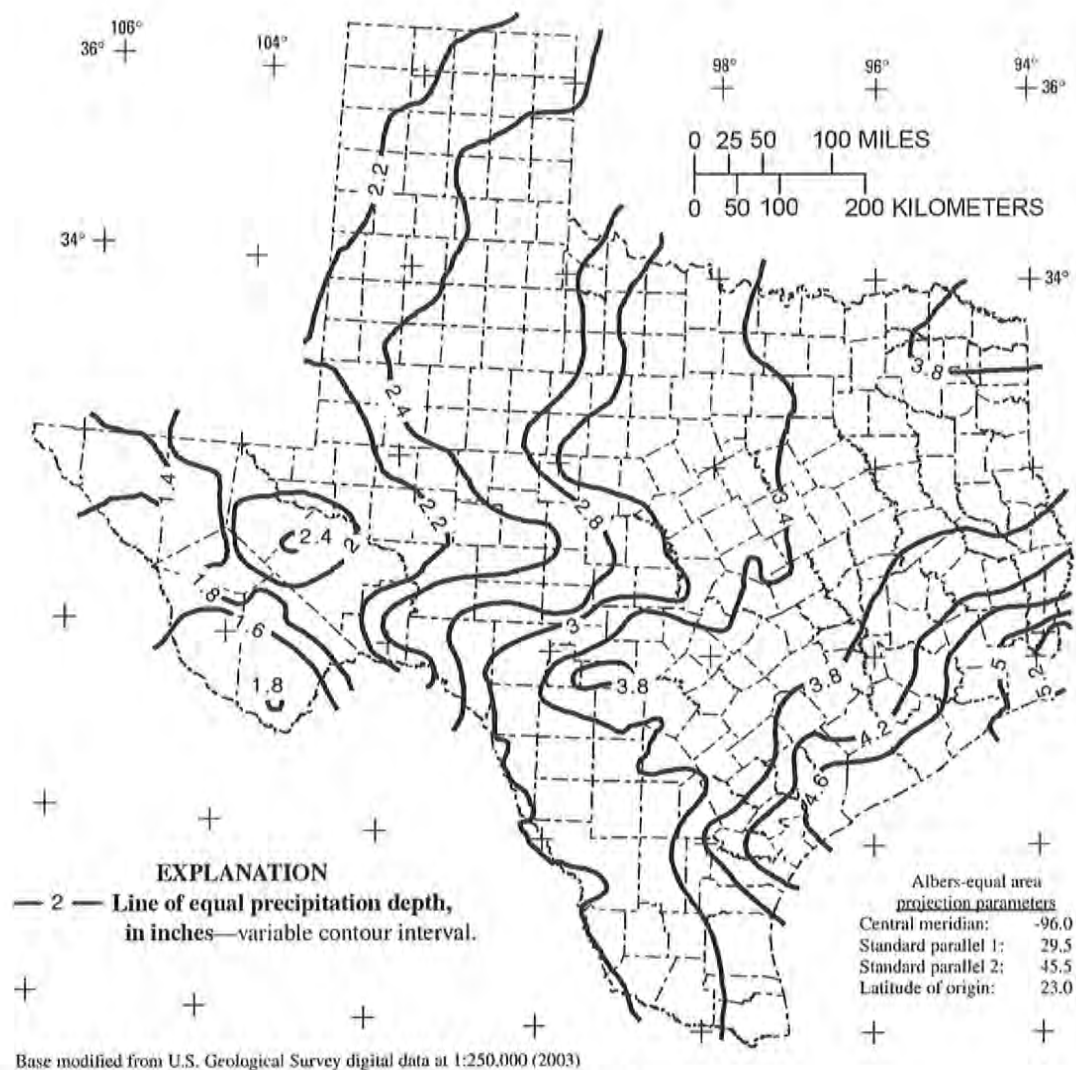 106°
36°
104°
98°
96°
94°
36°
0 25 50 100 MILES
0 50 100 200 KILOMETERS
2.2
34°
34°
3.8
2.4
1.4
2.2
2.8
3.4
2.4
2
1.8
1.6
3
1.8
3.8
3.8
5
5
4.2
4.6
EXPLANATION
2 Line of equal precipitation depth,
in inches—variable contour interval.
Albers-equal area
projection parameters
Central meridian: -96.0
Standard parallel 1: 29.5
Standard parallel 2: 45.5
Latitude of origin: 23.0
Base modified from U.S. Geological Survey digital data at 1:250,000 (2003)